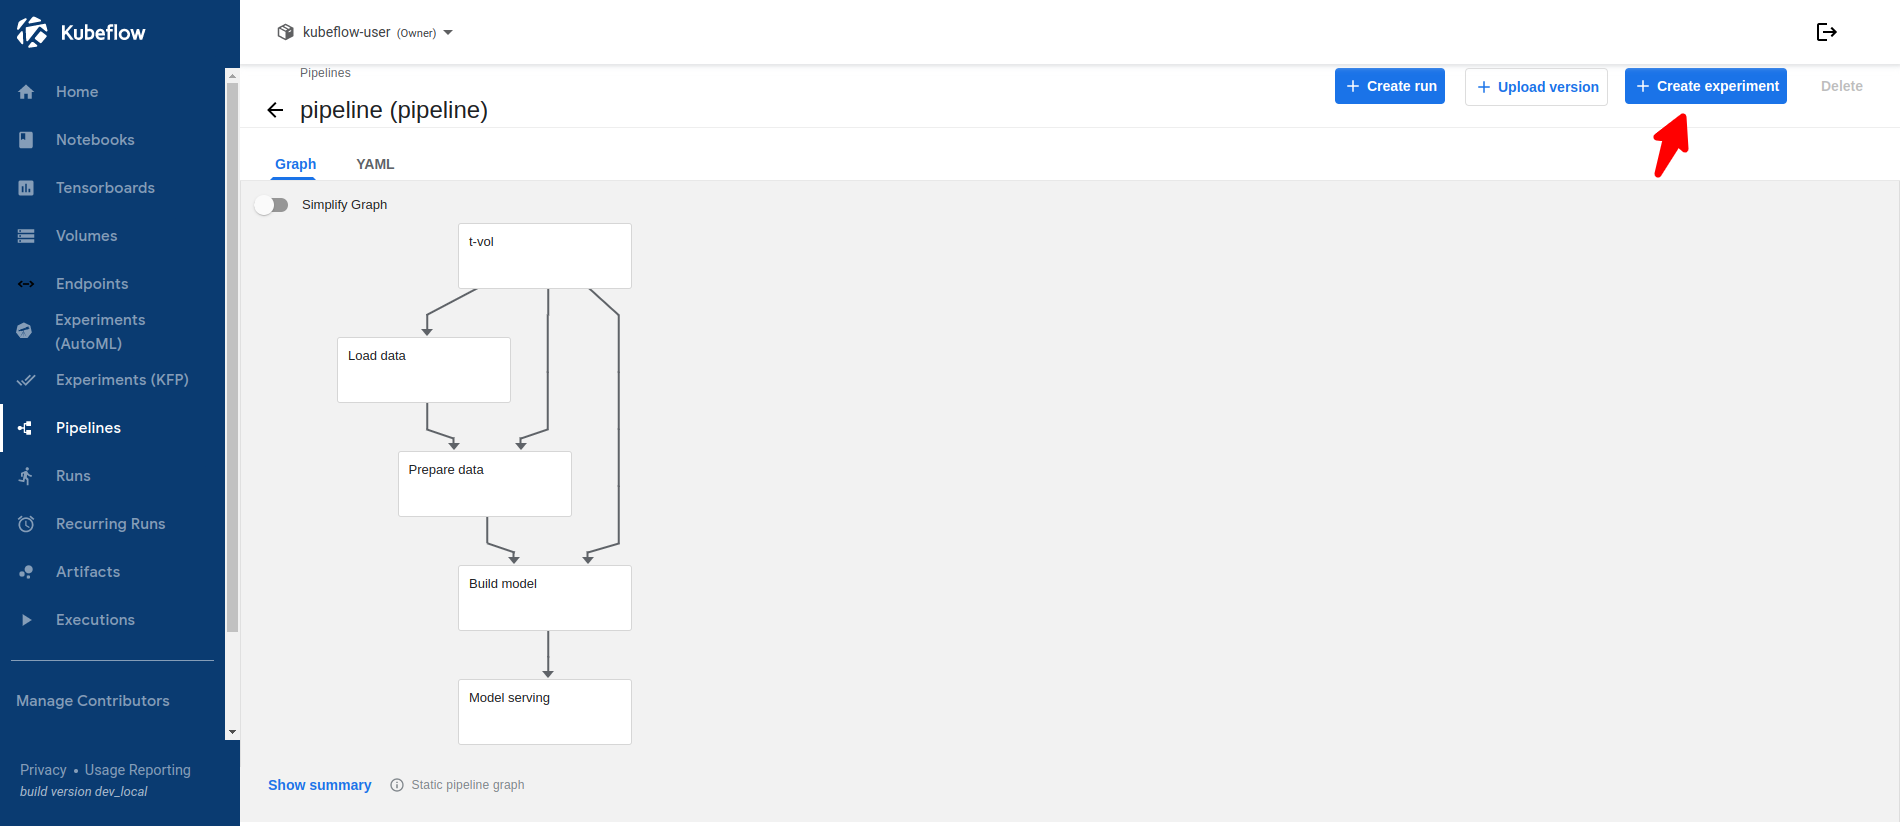 Kubeflow
Home
Notebooks
Tensorboards
Volumes
Endpoints
Experiments
(AutoML)
Experiments (KFP)
Pipelines
Runs
Recurring Runs
Artifacts
Executions
Manage Contributors
Privacy • Usage Reporting
build version dev_local
kubeflow-user (Owner)
Pipelines
pipeline (pipeline)
+ Create run
+ Upload version
+ Create experiment
Delete
Graph
YAML
Simplify Graph
t-vol
Load data
Prepare data
Build model
Model serving
Show summary
Static pipeline graph